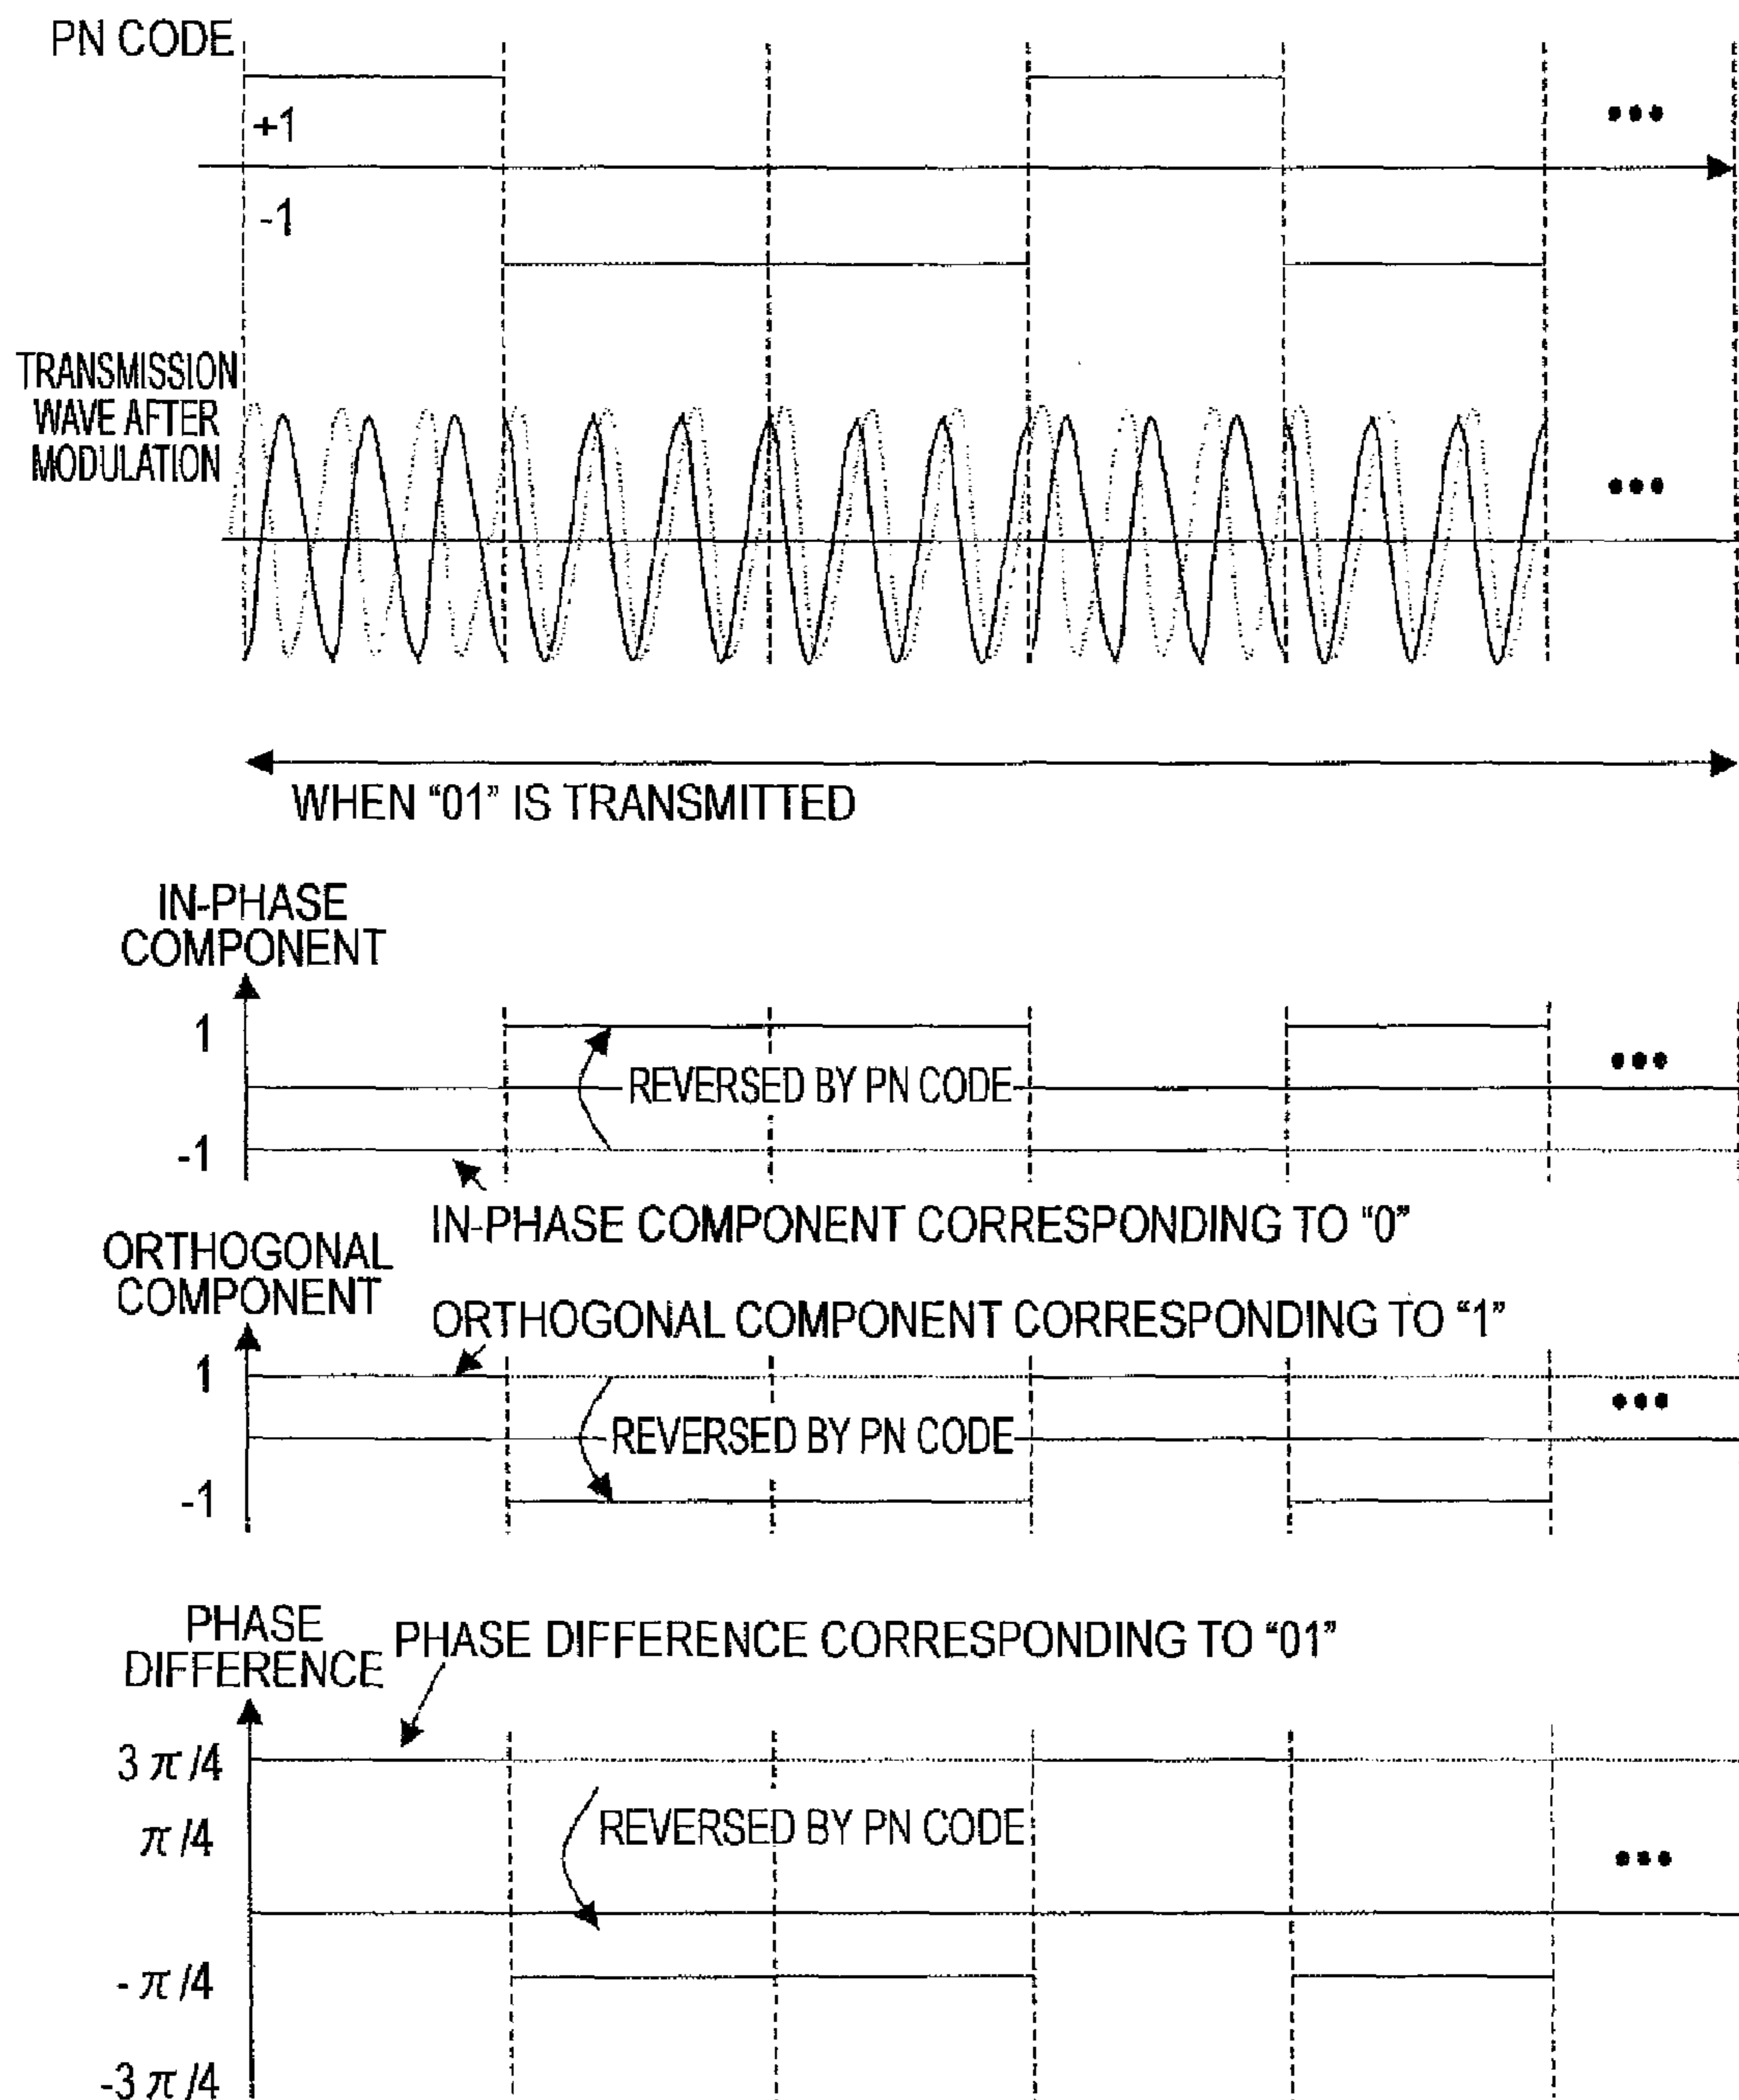 PN CODE
+1
-1
•••
TRANSMISSION
WAVE AFTER
MODULATION
•••
WHEN “01” IS TRANSMITTED
IN-PHASE
COMPONENT
1
REVERSED BY PN CODE
•••
-1
IN-PHASE COMPONENT CORRESPONDING TO “0”
ORTHOGONAL
COMPONENT
ORTHOGONAL COMPONENT CORRESPONDING TO “1”
1
•••
REVERSED BY PN CODE
-1
PHASE
DIFFERENCE
PHASE DIFFERENCE CORRESPONDING TO “01”
3π/4
π/4
REVERSED BY PN CODE
•••
-π/4
-3π/4